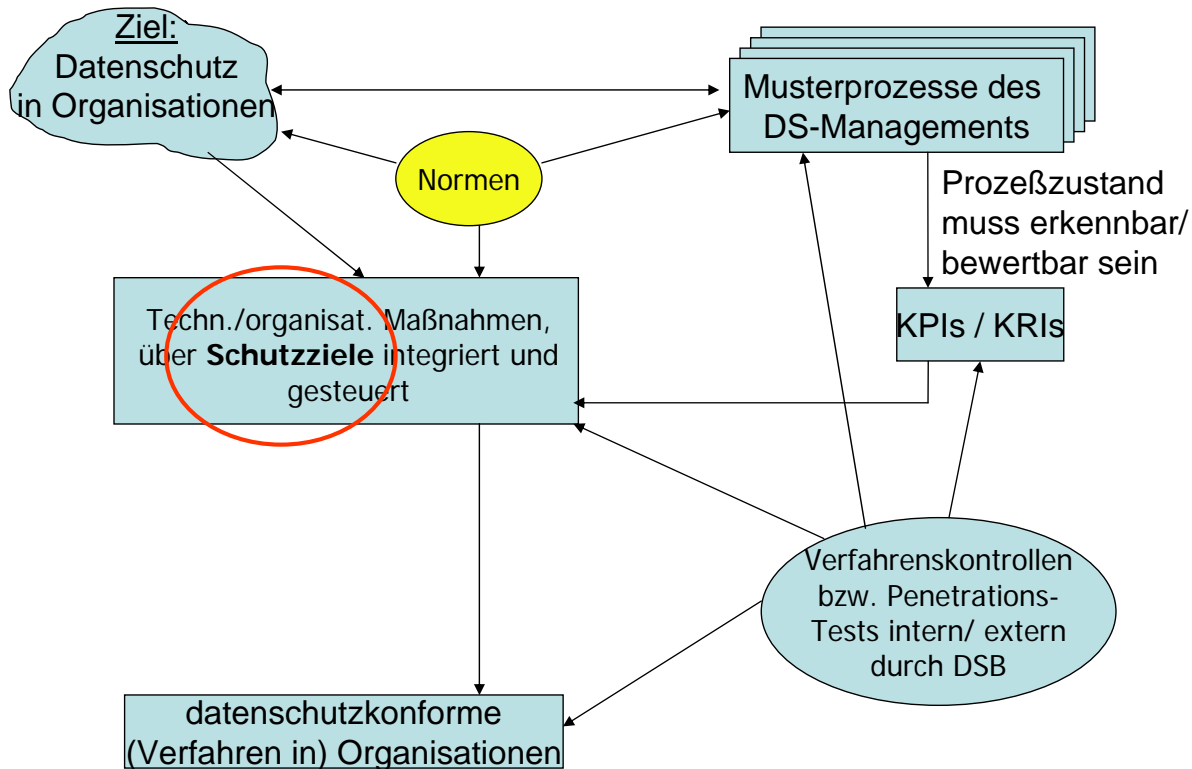 Ziel:
Datenschutz
in Organisationen
Musterprozesse des
DS-Managements
Normen
Prozeßzustand
muss erkennbar/
bewertbar sein
Techn./organisat. Maßnahmen,
über Schutzziele integriert und
gesteuert
KPIs / KRIs
Verfahrenskontrollen
bzw. Penetrations-
Tests intern/ extern
durch DSB
datenschutzkonforme
(Verfahren in) Organisationen